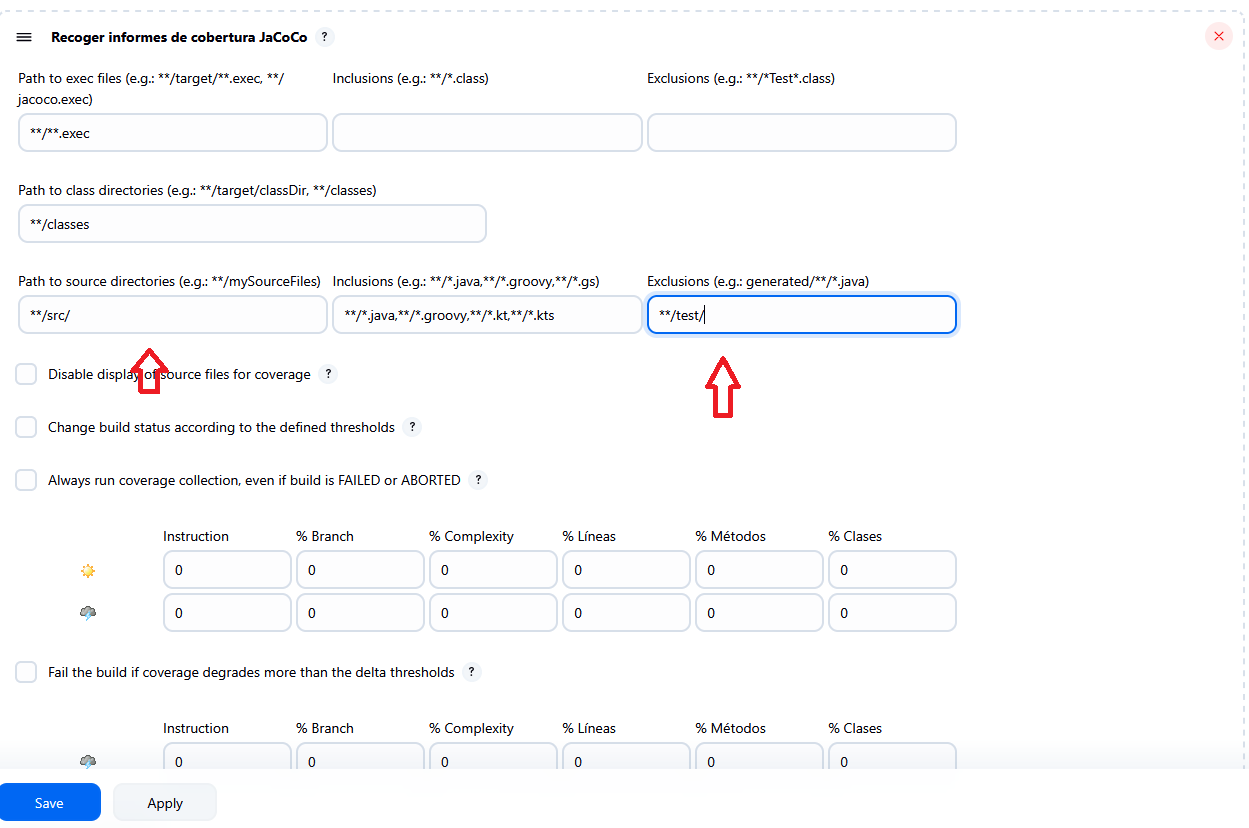 Recoger informes de cobertura JaCoCo ?
Path to exec files (e.g.: **/target/**.exec, **/
jacoco.exec)
Inclusions (e.g.: **/*.class)
Exclusions (e.g.: **/*Test*.class)
**/**.exec
Path to class directories (e.g.: **/target/classDir, **/classes)
**/classes
Path to source directories (e.g.: **/mySourceFiles)
Inclusions (e.g.: **/*.java,**/*.groovy,**/*.gs)
Exclusions (e.g.: generated/**/*.java)
**/src/
**/*.java,**/*.groovy,**/*.kt,**/*.kts
**/test/
Disable display of source files for coverage ?
Change build status according to the defined thresholds ?
Always run coverage collection, even if build is FAILED or ABORTED ?
Instruction % Branch % Complexity % Líneas % Métodos % Clases
0 0 0 0 0 0
0 0 0 0 0 0
Fail the build if coverage degrades more than the delta thresholds ?
Instruction % Branch % Complexity % Líneas % Métodos % Clases
0 0 0 0 0 0
Save Apply